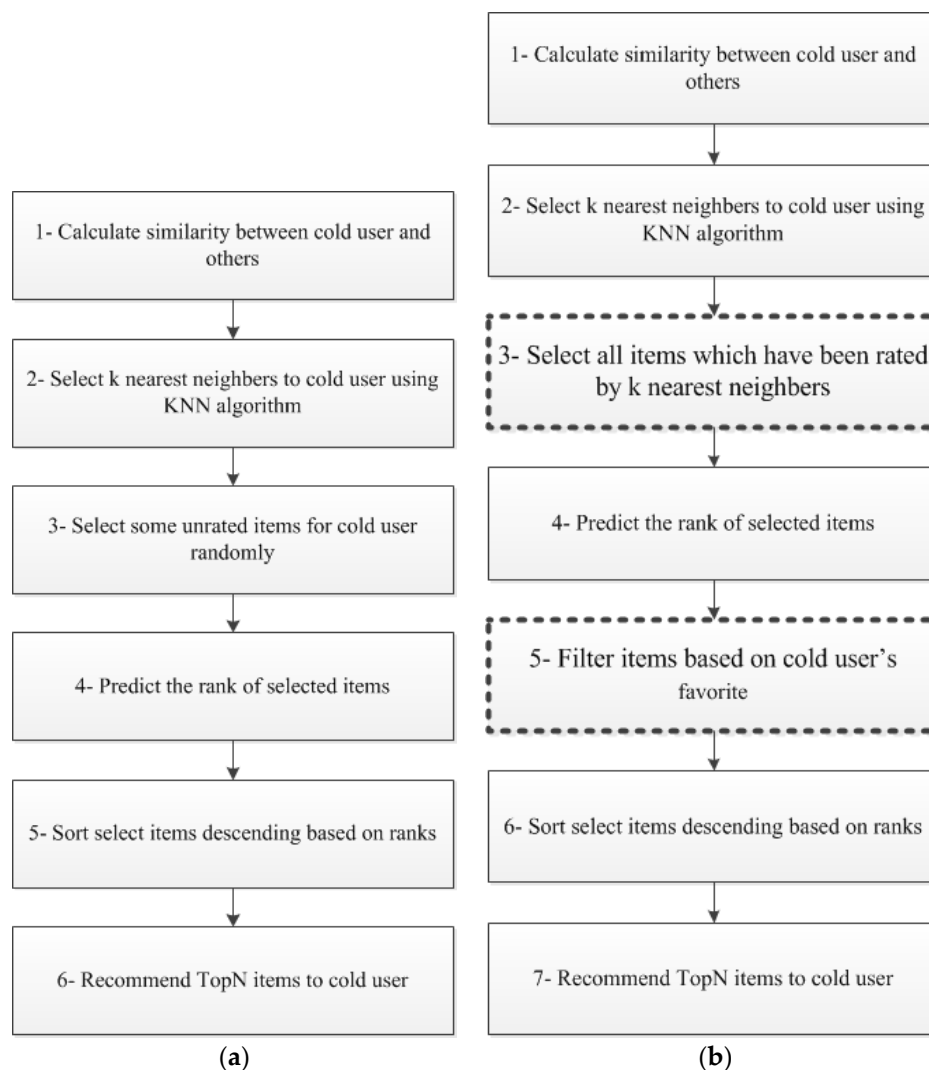 1- Calculate similarity between cold user and
others
2- Select k nearest neighbers to cold user using
KNN algorithm
3- Select some unrated items for cold user
randomly
4- Predict the rank of selected items
5- Sort select items descending based on ranks
6- Recommend TopN items to cold user
(a)
1- Calculate similarity between cold user and
others
2- Select k nearest neighbers to cold user using
KNN algorithm
3- Select all items which have been rated
by k nearest neighbers
4- Predict the rank of selected items
5- Filter items based on cold user’s
favorite
6- Sort select items descending based on ranks
7- Recommend TopN items to cold user
(b)